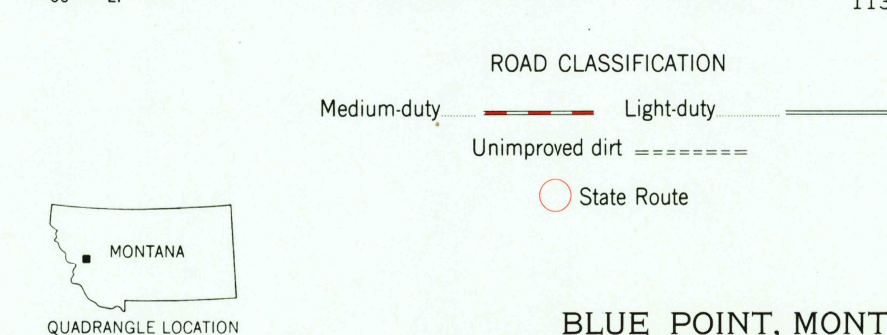 ROAD CLASSIFICATION
Medium-duty Light-duty
Unimproved dirt
State Route
MONTANA
QUADRANGLE LOCATION
BLUE POINT, MONT